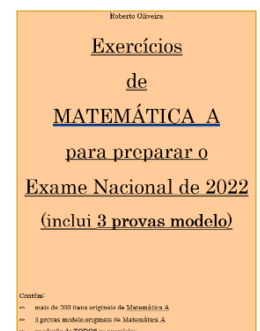 Roberto Oliveira
Exercícios
de
MATEMÁTICA A
para preparar o
Exame Nacional de 2022
(inclui 3 provas modelo)
Contém:
mais de 200 itens originais de Matemática A
3 provas modelo originais de Matemática A